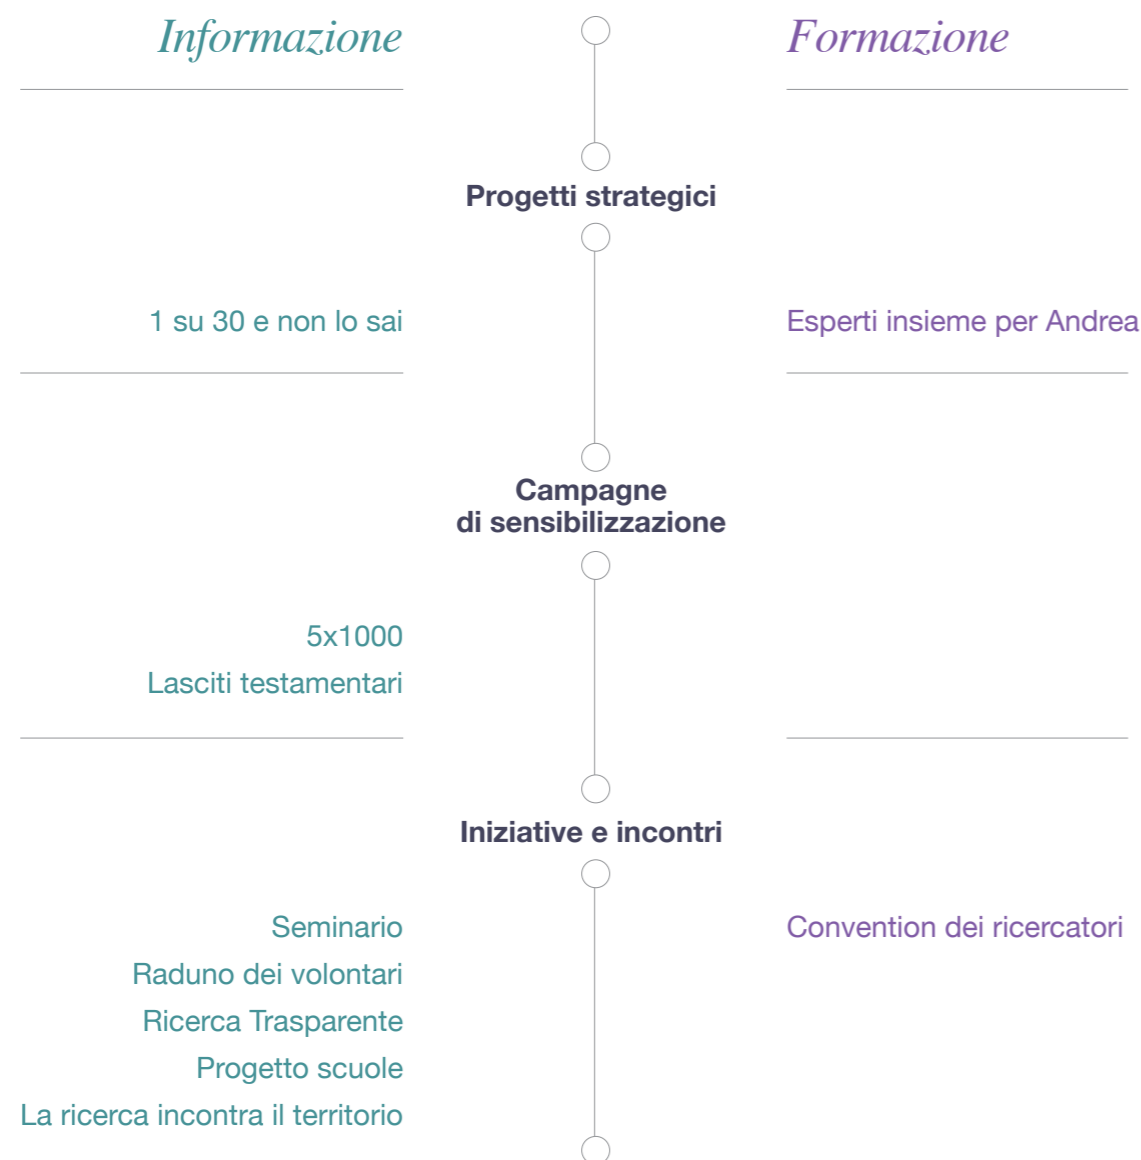 Informazione
Formazione
Progetti strategici
1 su 30 e non lo sai
Esperti insieme per Andrea
Campagne
di sensibilizzazione
5x1000
Lasciti testamentari
Iniziative e incontri
Seminario
Convention dei ricercatori
Raduno dei volontari
Ricerca Trasparente
Progetto scuole
La ricerca incontra il territorio